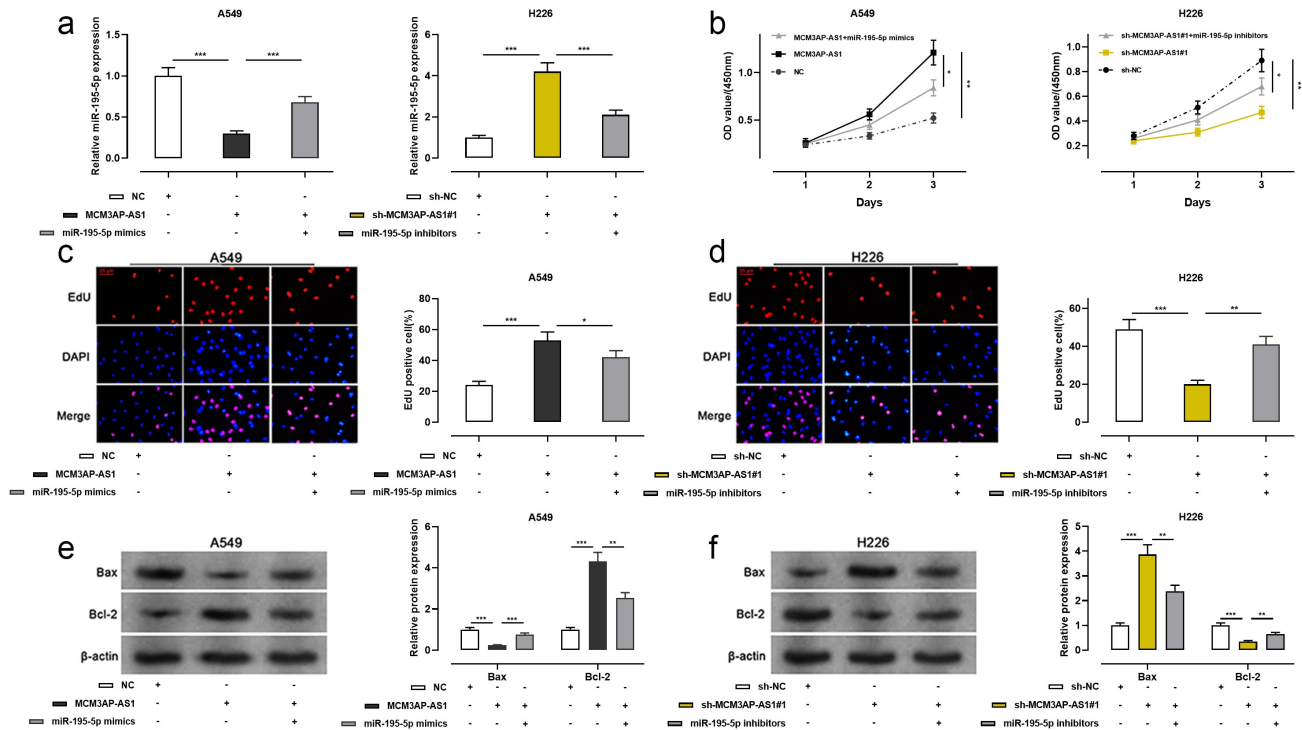 a
A549
Relative miR-195-5p expression
1.5
1.0
0.5
0.0
***
***
NC + - -
MCM3AP-AS1 - + +
miR-195-5p mimics - - +
H226
Relative miR-195-5p expression
6
4
2
0
***
***
sh-NC + - -
sh-MCM3AP-AS1#1 - + +
miR-195-5p inhibitors - - +
b
A549
MCM3AP-AS1+miR-195-5p mimics
MCM3AP-AS1
NC
OD value/(450nm)
1.0
0.5
*
**
1 2 3
Days
H226
sh-MCM3AP-AS1#1+miR-195-5p inhibitors
sh-MCM3AP-AS1#1
sh-NC
OD value/(450nm)
1.0
0.8
0.6
0.4
0.2
*
**
1 2 3
Days
c
A549
25 μm
EdU
DAPI
Merge
NC + - -
MCM3AP-AS1 - + +
miR-195-5p mimics - - +
A549
EdU positive cell(%)
80
60
40
20
0
***
*
NC + - -
MCM3AP-AS1 - + +
miR-195-5p mimics - - +
d
H226
25 μm
EdU
DAPI
Merge
sh-NC + - -
sh-MCM3AP-AS1#1 - + +
miR-195-5p inhibitors - - +
H226
EdU positive cell(%)
60
40
20
0
***
**
sh-NC + - -
sh-MCM3AP-AS1#1 - + +
miR-195-5p inhibitors - - +
e
A549
Bax
Bcl-2
β-actin
NC + - -
MCM3AP-AS1 - + +
miR-195-5p mimics - - +
A549
Relative protein expression
6
4
2
0
*** ***
*** **
Bax Bcl-2
NC + - - + - -
MCM3AP-AS1 - + + - + +
miR-195-5p mimics - - + - - +
f
H226
Bax
Bcl-2
β-actin
sh-NC + - -
sh-MCM3AP-AS1#1 - + +
miR-195-5p inhibitors - - +
H226
Relative protein expression
5
4
3
2
1
0
*** **
*** **
Bax Bcl-2
sh-NC + - - + - -
sh-MCM3AP-AS1#1 - + + - + +
miR-195-5p inhibitors - - + - - +